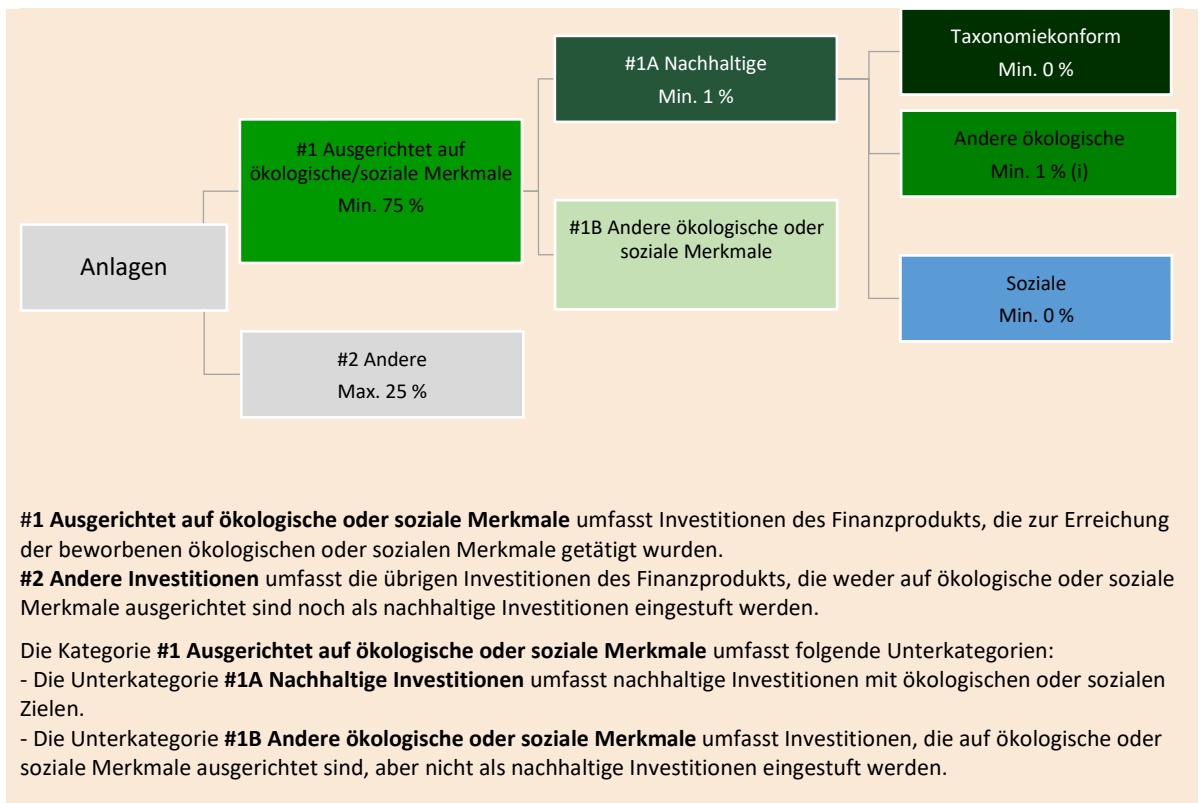 Taxonomiekonform
Min. 0 %
#1A Nachhaltige
Min. 1 %
Andere ökologische
Min. 1 % (i)
#1 Ausgerichtet auf
ökologische/soziale Merkmale
Min. 75 %
#1B Andere ökologische oder
soziale Merkmale
Anlagen
Soziale
Min. 0 %
#2 Andere
Max. 25 %
#1 Ausgerichtet auf ökologische oder soziale Merkmale umfasst Investitionen des Finanzprodukts, die zur Erreichung
der beworbenen ökologischen oder sozialen Merkmale getätigt wurden.
#2 Andere Investitionen umfasst die übrigen Investitionen des Finanzprodukts, die weder auf ökologische oder soziale
Merkmale ausgerichtet sind noch als nachhaltige Investitionen eingestuft werden.
Die Kategorie #1 Ausgerichtet auf ökologische oder soziale Merkmale umfasst folgende Unterkategorien:
- Die Unterkategorie #1A Nachhaltige Investitionen umfasst nachhaltige Investitionen mit ökologischen oder sozialen
Zielen.
- Die Unterkategorie #1B Andere ökologische oder soziale Merkmale umfasst Investitionen, die auf ökologische oder
soziale Merkmale ausgerichtet sind, aber nicht als nachhaltige Investitionen eingestuft werden.